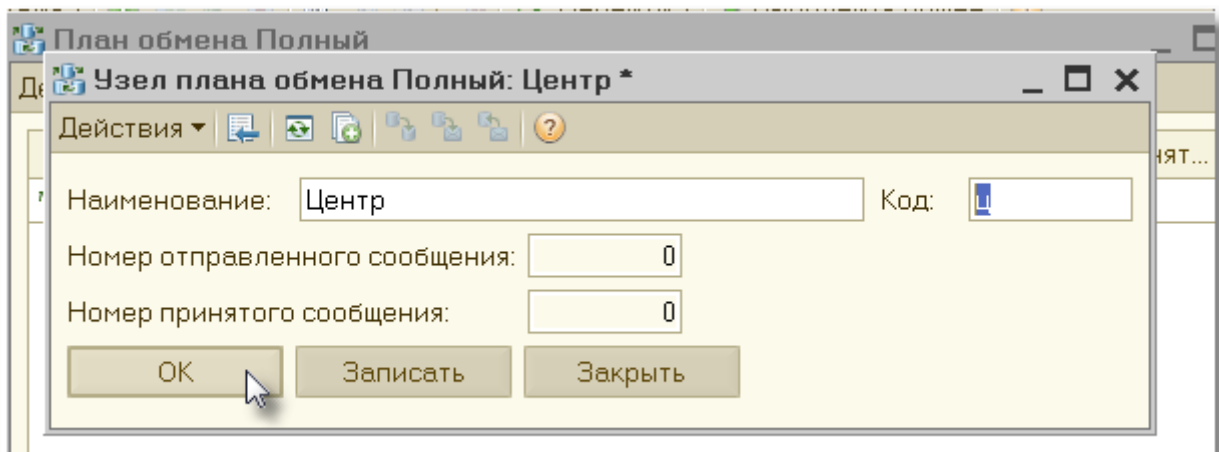 План обмена Полный
Узел плана обмена Полный: Центр *
Действия
Наименование: Центр Код: ц
Номер отправленного сообщения: 0
Номер принятого сообщения: 0
OK Записать Закрыть